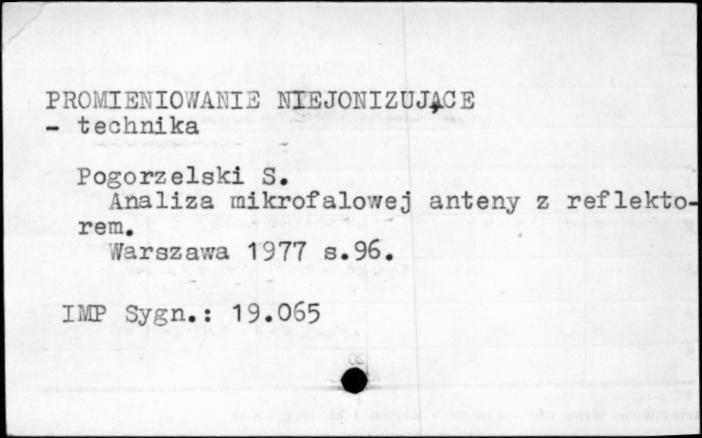 PROMIENIOWANIE NIEJONIZUJĄCE
- technika
Pogorzelski S.
Analiza mikrofalowej anteny z reflekto-
rem.
Warszawa 1977 s.96.
IMP Sygn.: 19.065